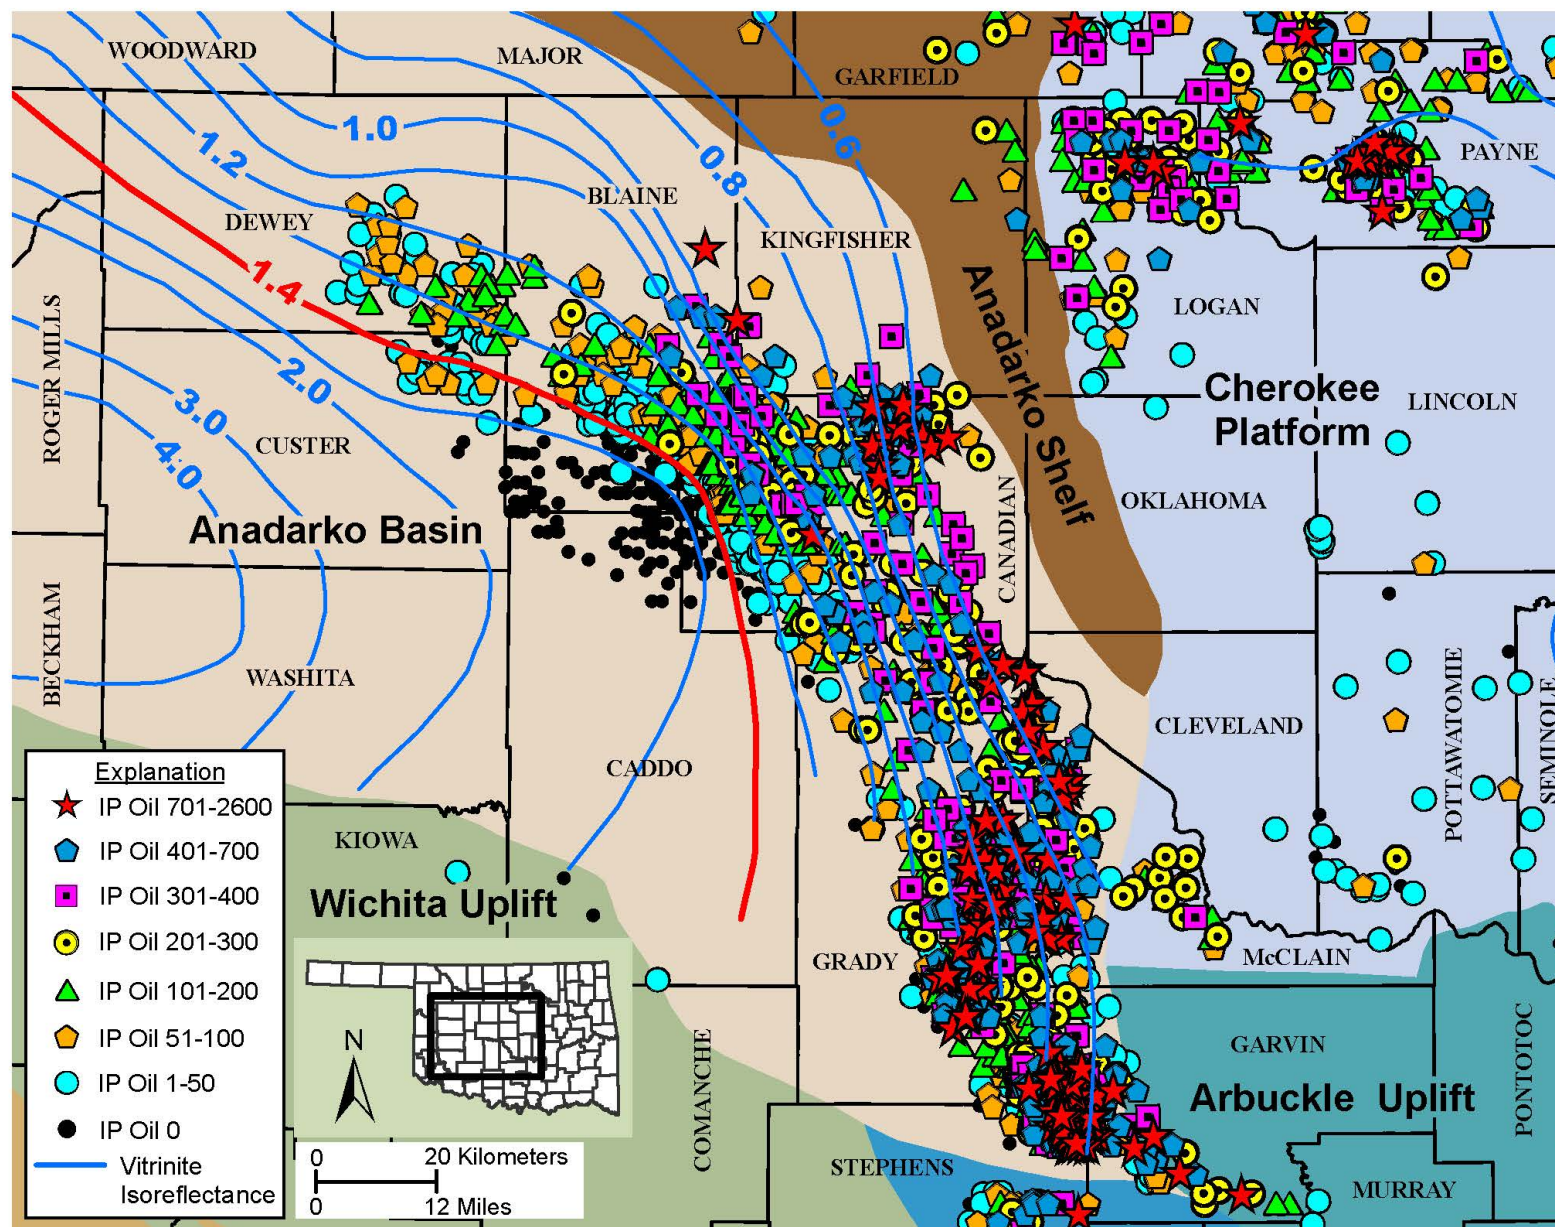 WOODWARD
MAJOR
GARFIELD
1.0
0.6
1.2
0.8
PAYNE
DEWEY
BLAINE
KINGFISHER
1.4
LOGAN
ROGER MILLS
2.0
Anadarko Shelf
Cherokee
Platform
LINCOLN
3.0
CUSTER
4.0
OKLAHOMA
Anadarko Basin
CANADIAN
BECKHAM
WASHITA
CLEVELAND
POTTAWATOMIE
SEMINOLE
CADDO
KIOWA
Wichita Uplift
GRADY
McCLAIN
COMANCHE
GARVIN
PONTOTOC
Arbuckle Uplift
STEPHENS
MURRAY
Explanation
IP Oil 701-2600
IP Oil 401-700
IP Oil 301-400
IP Oil 201-300
IP Oil 101-200
IP Oil 51-100
IP Oil 1-50
IP Oil 0
Vitrinite
Isoreflectance
N
0 20 Kilometers
0 12 Miles